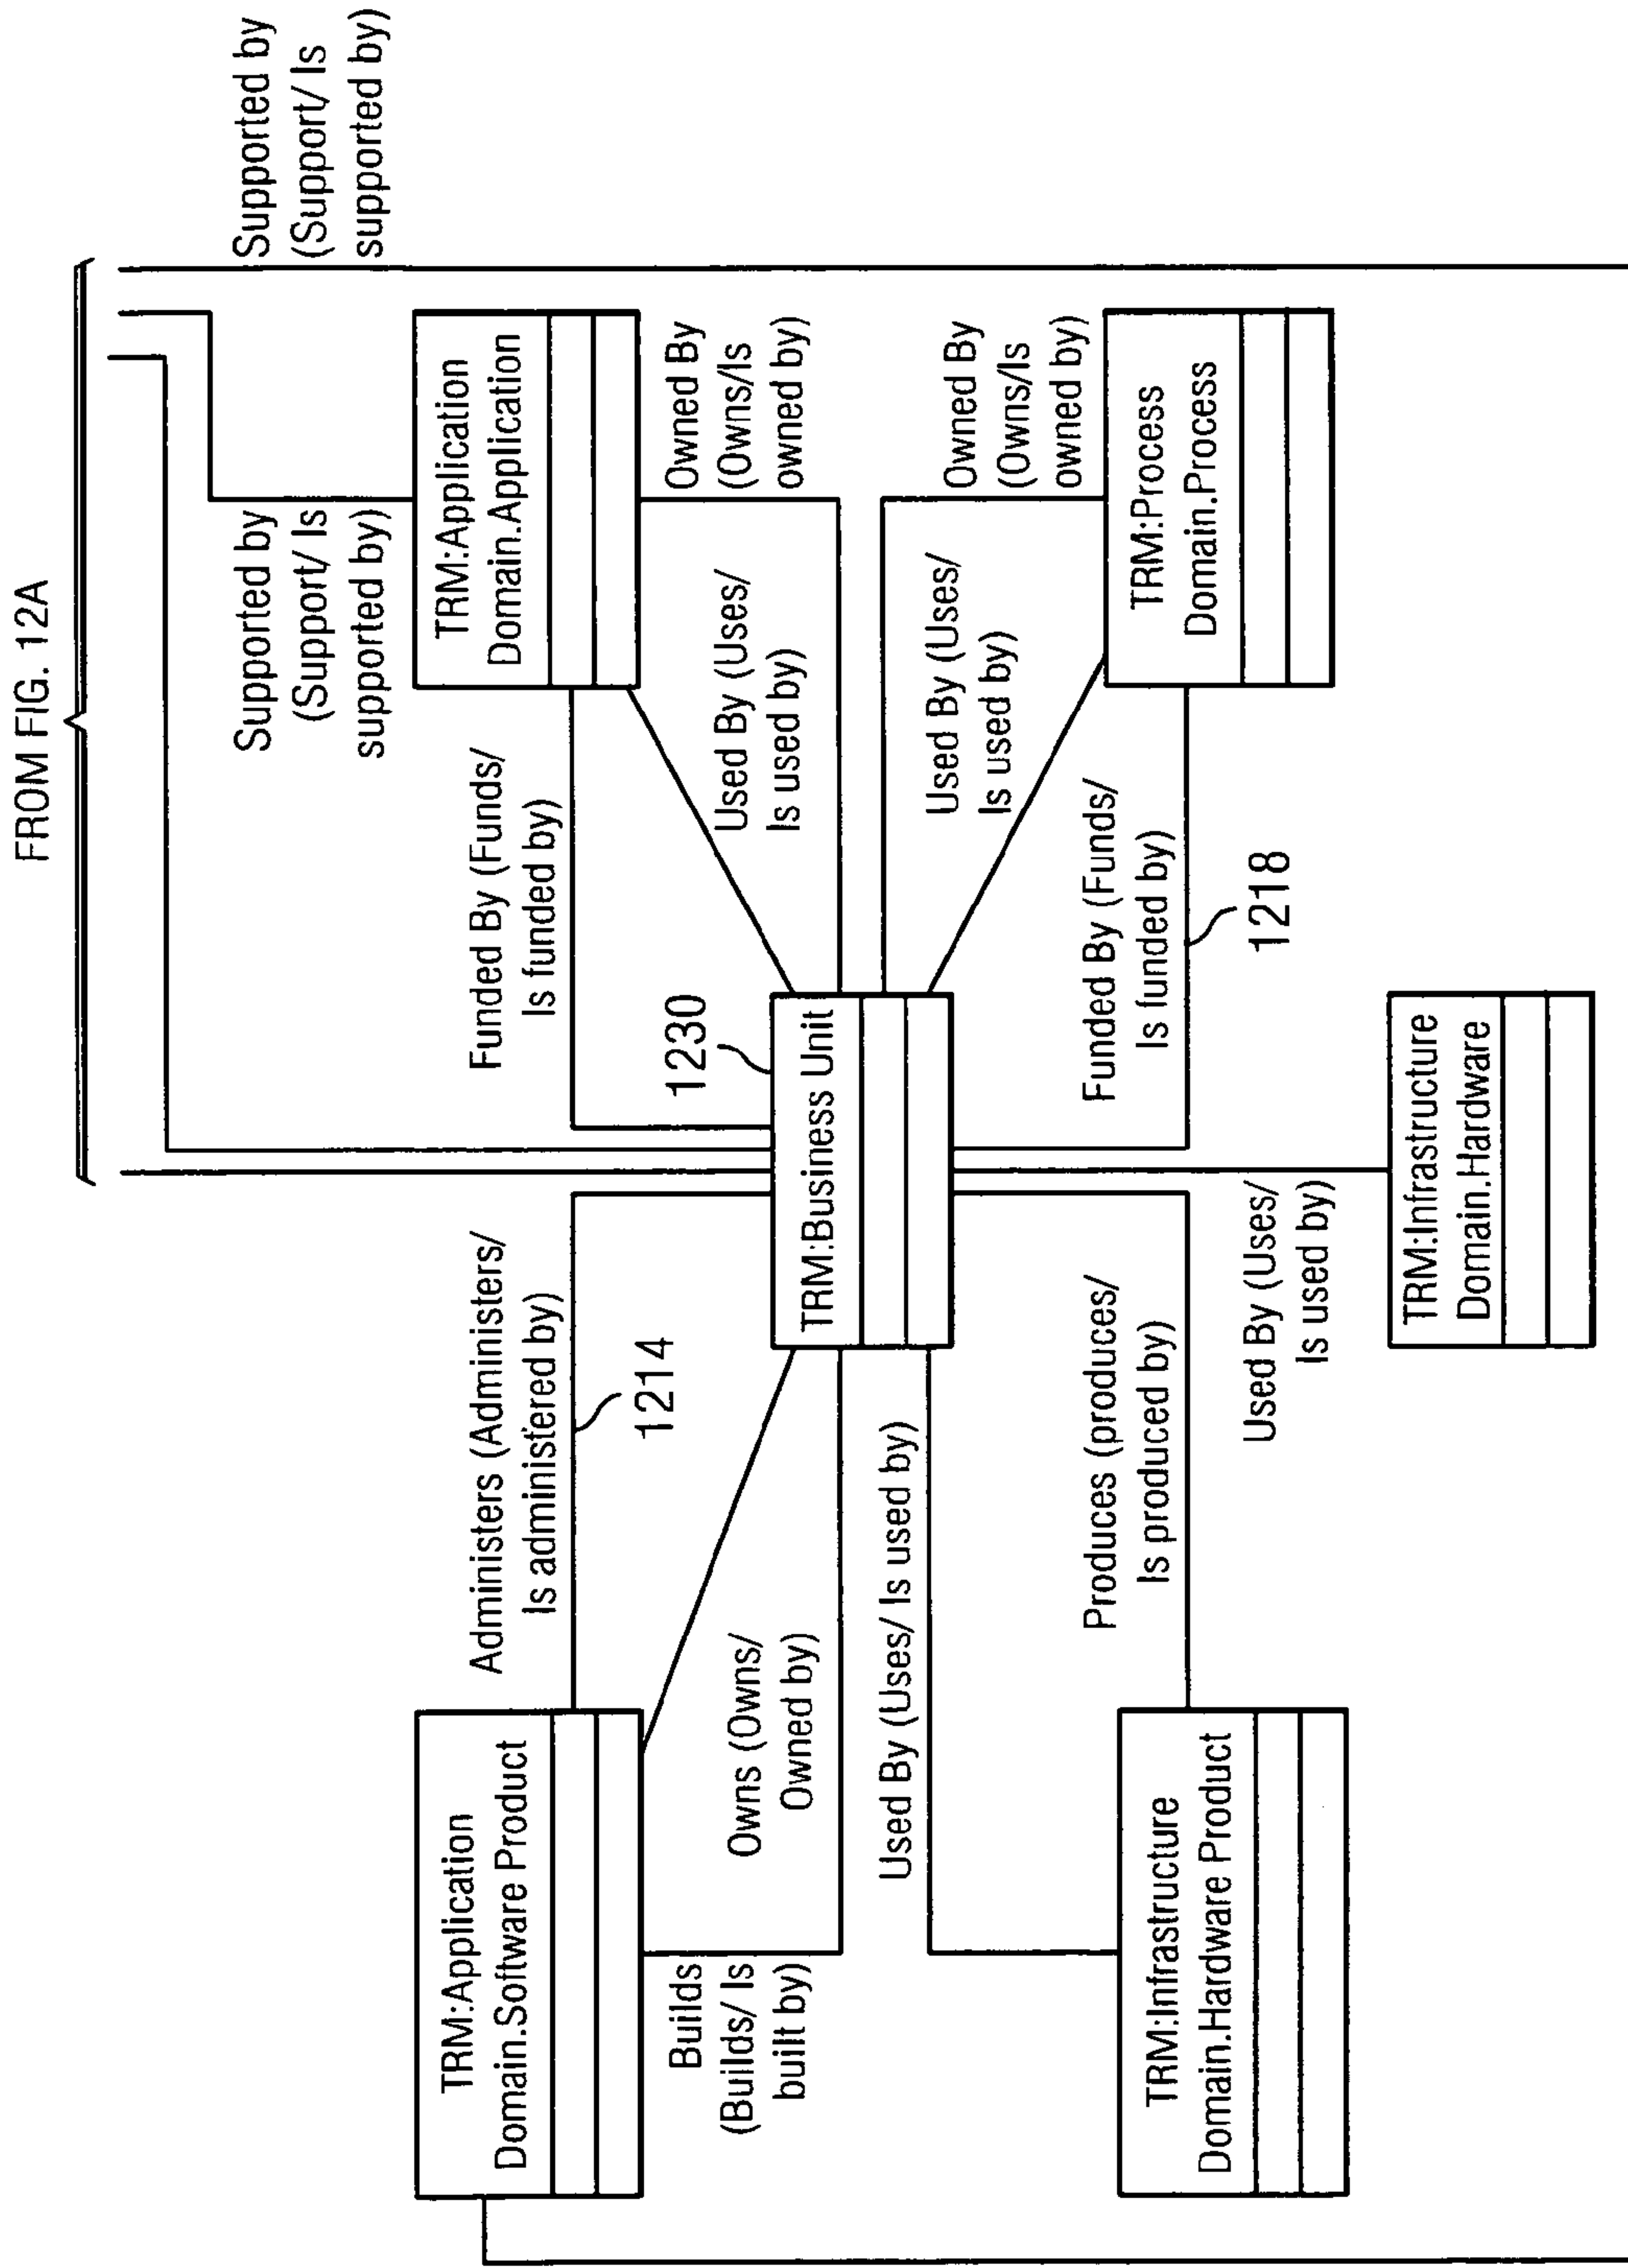 FROM FIG. 12A
Supported by
(Support/ Is
supported by)
Supported by
(Support/ Is
supported by)
TRM:Application
Domain.Software Product
Administers (Administers/
Is administered by)
1214
Funded By (Funds/
Is funded by)
TRM:Application
Domain.Application
Builds
(Builds/ Is
built by)
Owns (Owns/
Owned by)
1230
TRM:Business Unit
Used By (Uses/
Is used by)
Owned By
(Owns/Is
owned by)
Used By (Uses/ Is used by)
Used By (Uses/
Is used by)
Owned By
(Owns/Is
owned by)
TRM:Infrastructure
Domain.Hardware Product
Produces (produces/
Is produced by)
Funded By (Funds/
Is funded by)
1218
TRM:Process
Domain.Process
Used By (Uses/
Is used by)
TRM:Infrastructure
Domain.Hardware